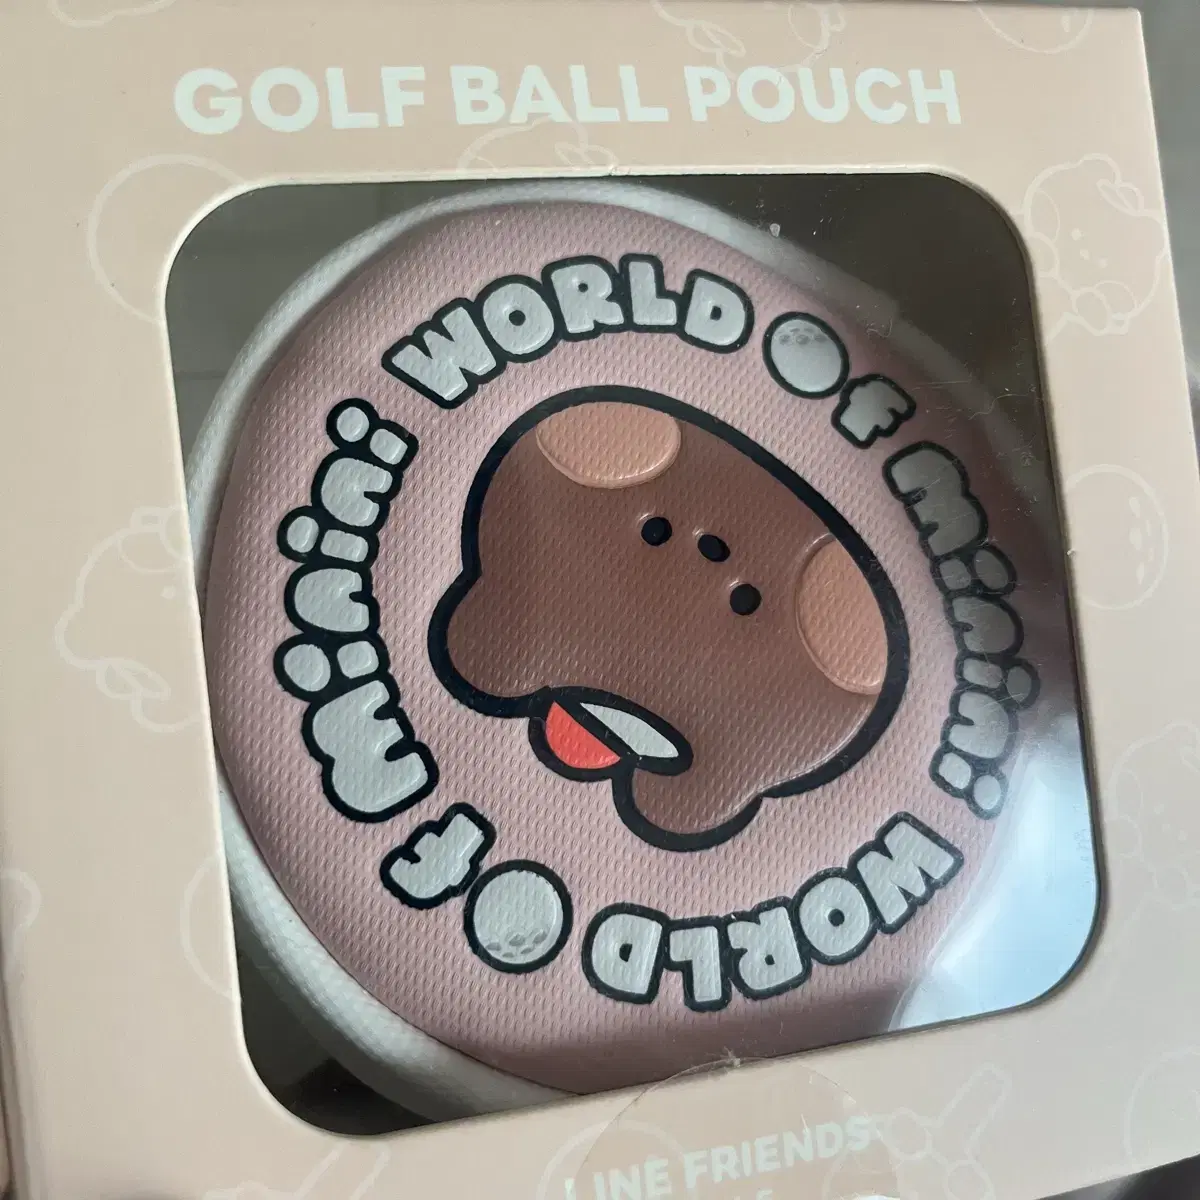 GOLF BALL POUCH
WORLD Of MiNiNi
WORLD Of MiNiNi
LINE FRIENDS